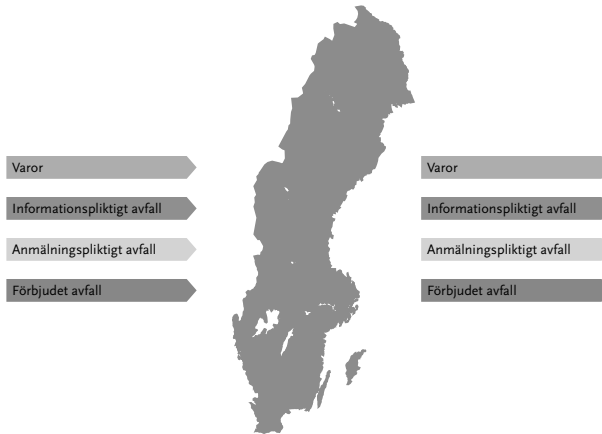 Varor
Informationspliktigt avfall
Anmälningspliktigt avfall
Förbjudet avfall
Varor
Informationspliktigt avfall
Anmälningspliktigt avfall
Förbjudet avfall